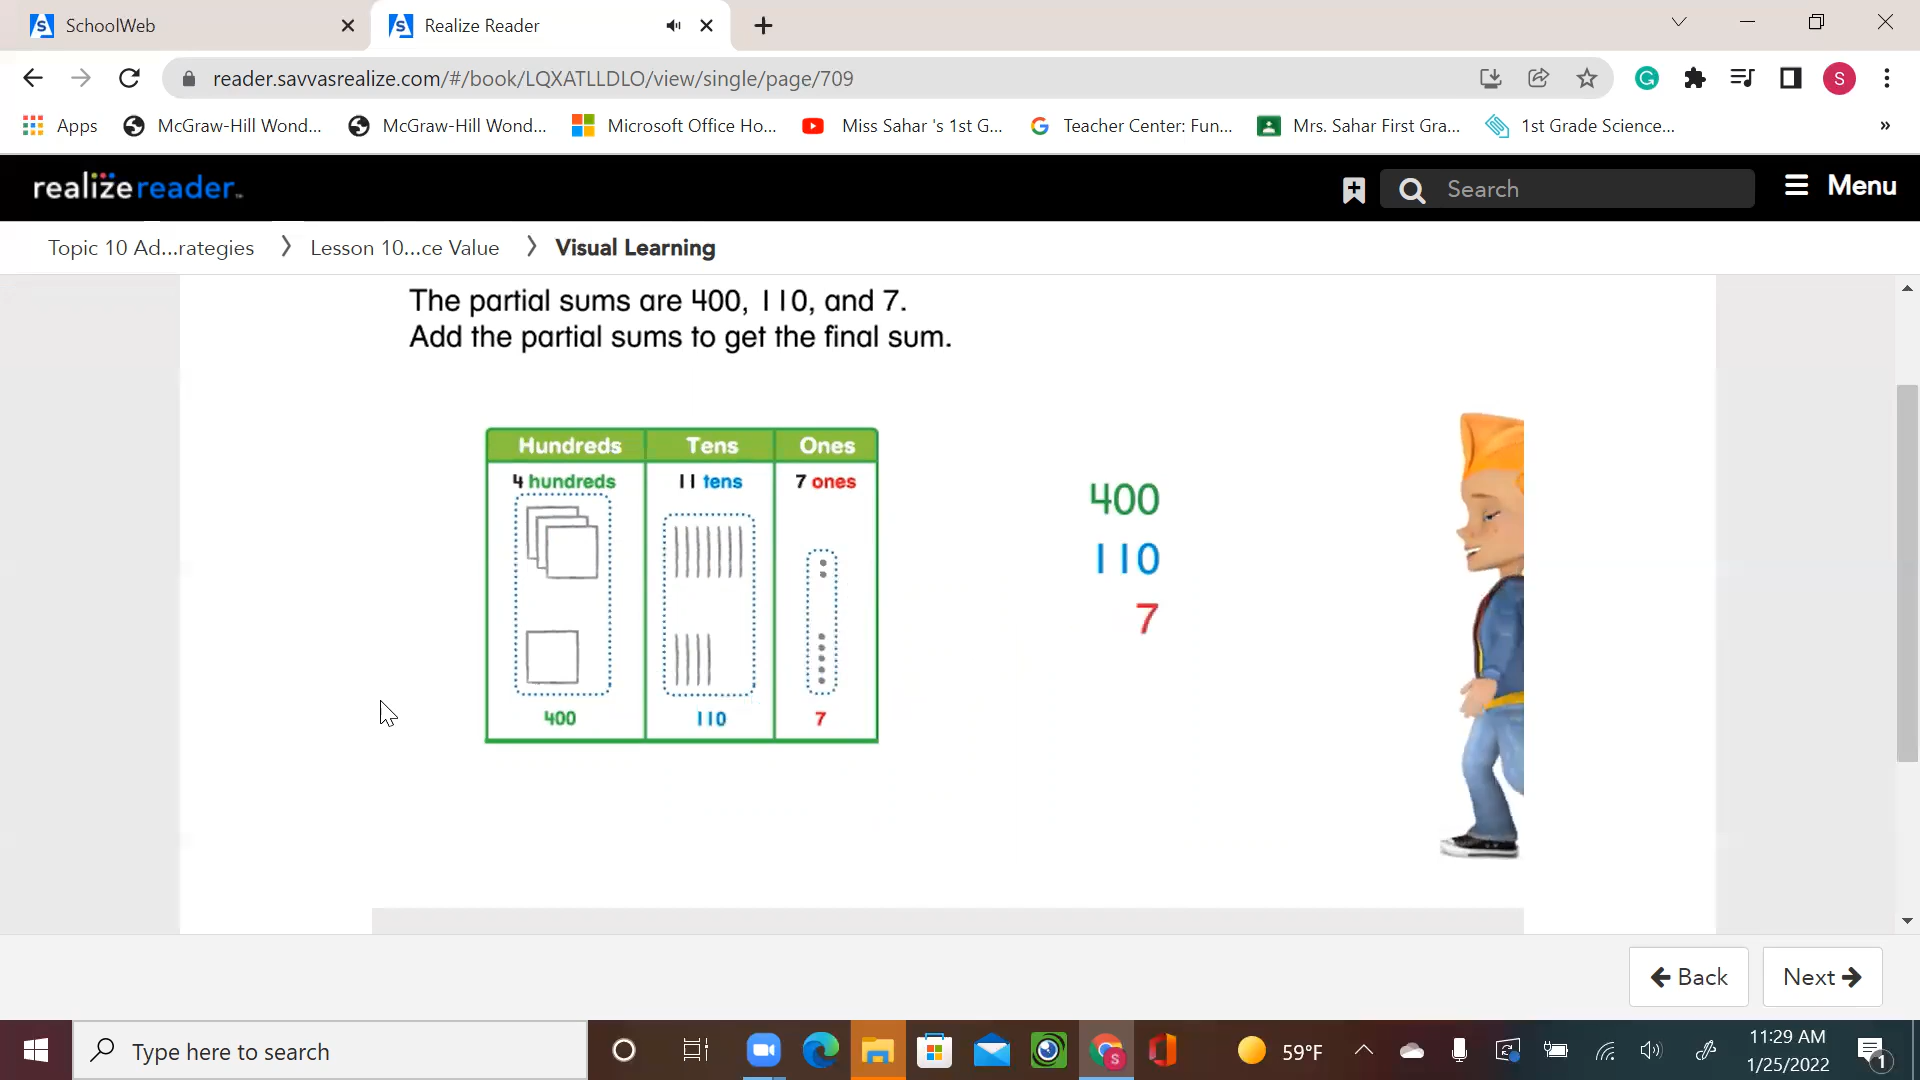 SchoolWeb
Realize Reader
reader.savvasrealize.com/#/book/LQXATLLDLO/view/single/page/709
S
Apps
McGraw-Hill Wond...
McGraw-Hill Wond...
Microsoft Office Ho...
Miss Sahar 's 1st G...
Teacher Center: Fun...
Mrs. Sahar First Gra...
1st Grade Science...
»
realizereader™
Search
Menu
Topic 10 Ad...rategies
Lesson 10...ce Value
Visual Learning
The partial sums are 400, 110, and 7.
Add the partial sums to get the final sum.
Hundreds Tens Ones
4 hundreds 11 tens 7 ones
400 110 7
400
110
7
Back
Next
Type here to search
59°F
11:29 AM
1/25/2022
1